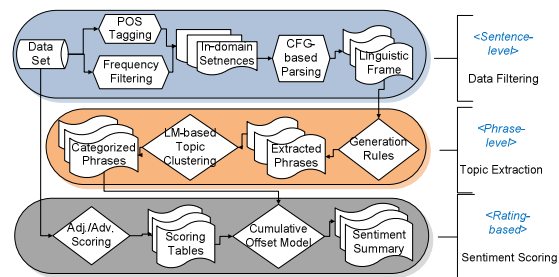 Data
Set
POS
Tagging
Frequency
Filtering
In-domain
Setnences
CFG-
based
Parsing
Linguistic
Frame
<Sentence-
level>
Data Filtering
Categorized
Phrases
LM-based
Topic
Clustering
Extracted
Phrases
Generation
Rules
<Phrase-
level>
Topic Extraction
Adj./Adv.
Scoring
Scoring
Tables
Cumulative
Offset Model
Sentiment
Summary
<Rating-
based>
Sentiment Scoring